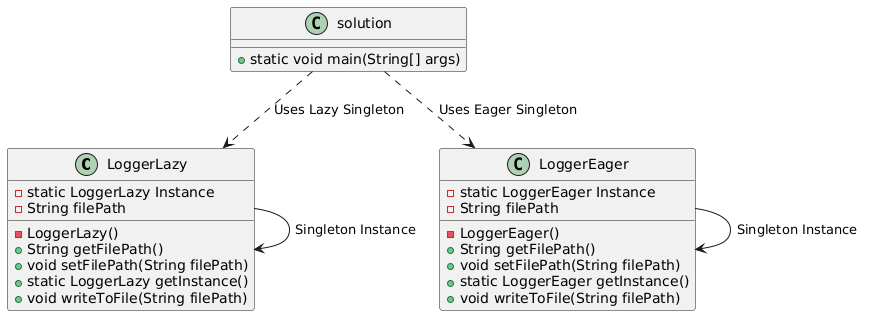 C solution
+ static void main(String[] args)
Uses Lazy Singleton
Uses Eager Singleton
C LoggerLazy
static LoggerLazy Instance
String filePath
LoggerLazy()
String getFilePath()
void setFilePath(String filePath)
static LoggerLazy getInstance()
void writeToFile(String filePath)
Singleton Instance
C LoggerEager
static LoggerEager Instance
String filePath
LoggerEager()
String getFilePath()
void setFilePath(String filePath)
static LoggerEager getInstance()
void writeToFile(String filePath)
Singleton Instance